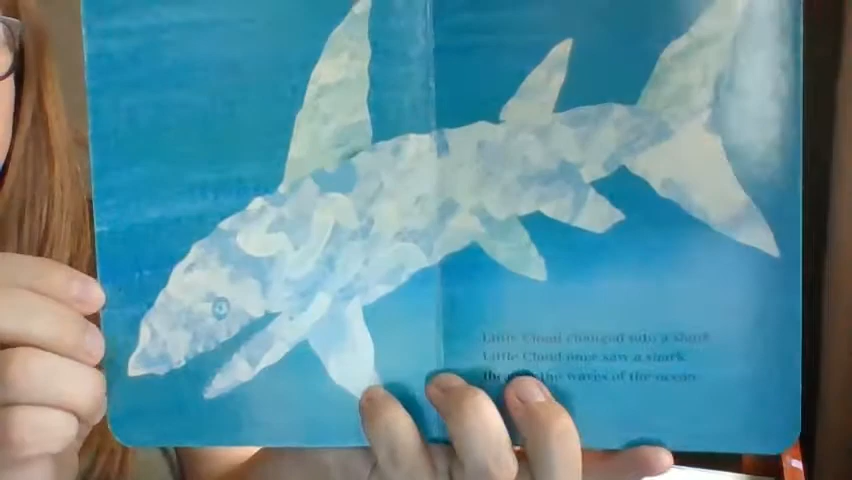 Little Cloud changed into a shark.
Little Cloud once saw a shark
the waves of the ocean.